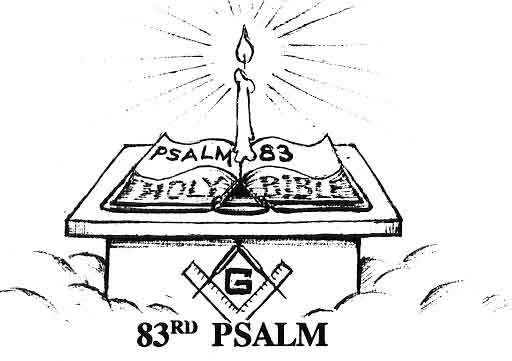 PSALM 83
HOLY BIBLE
G
83RD PSALM